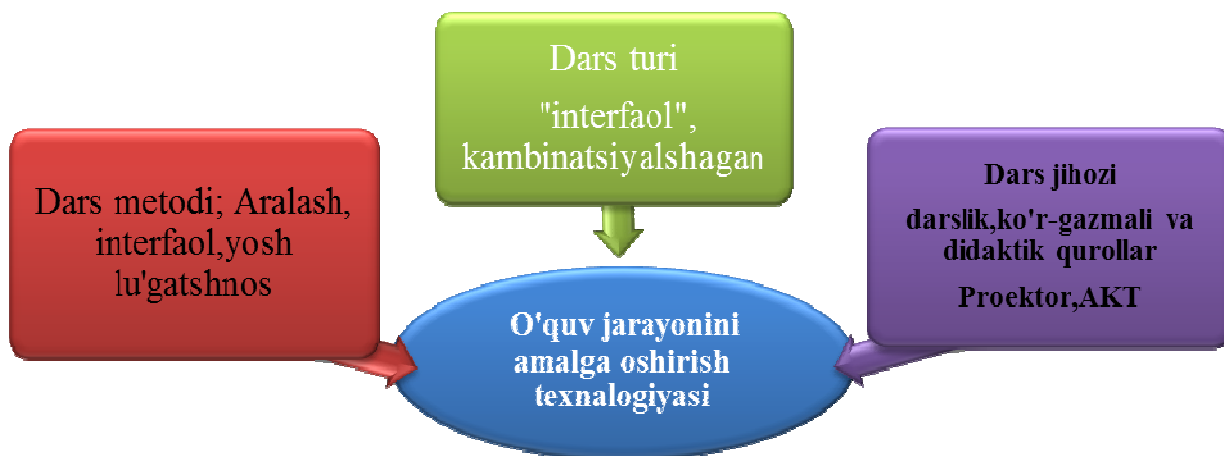 Dars turi
"interfaol",
kambinatsiyalshagan
Dars metodi; Aralash,
interfaol,yosh
lu'gatshnos
Dars jihozi
darslik,ko'r-gazmali va
didaktik qurollar
Proektor,AKT
O'quv jarayonini
amalga oshirish
texnalogiyasi